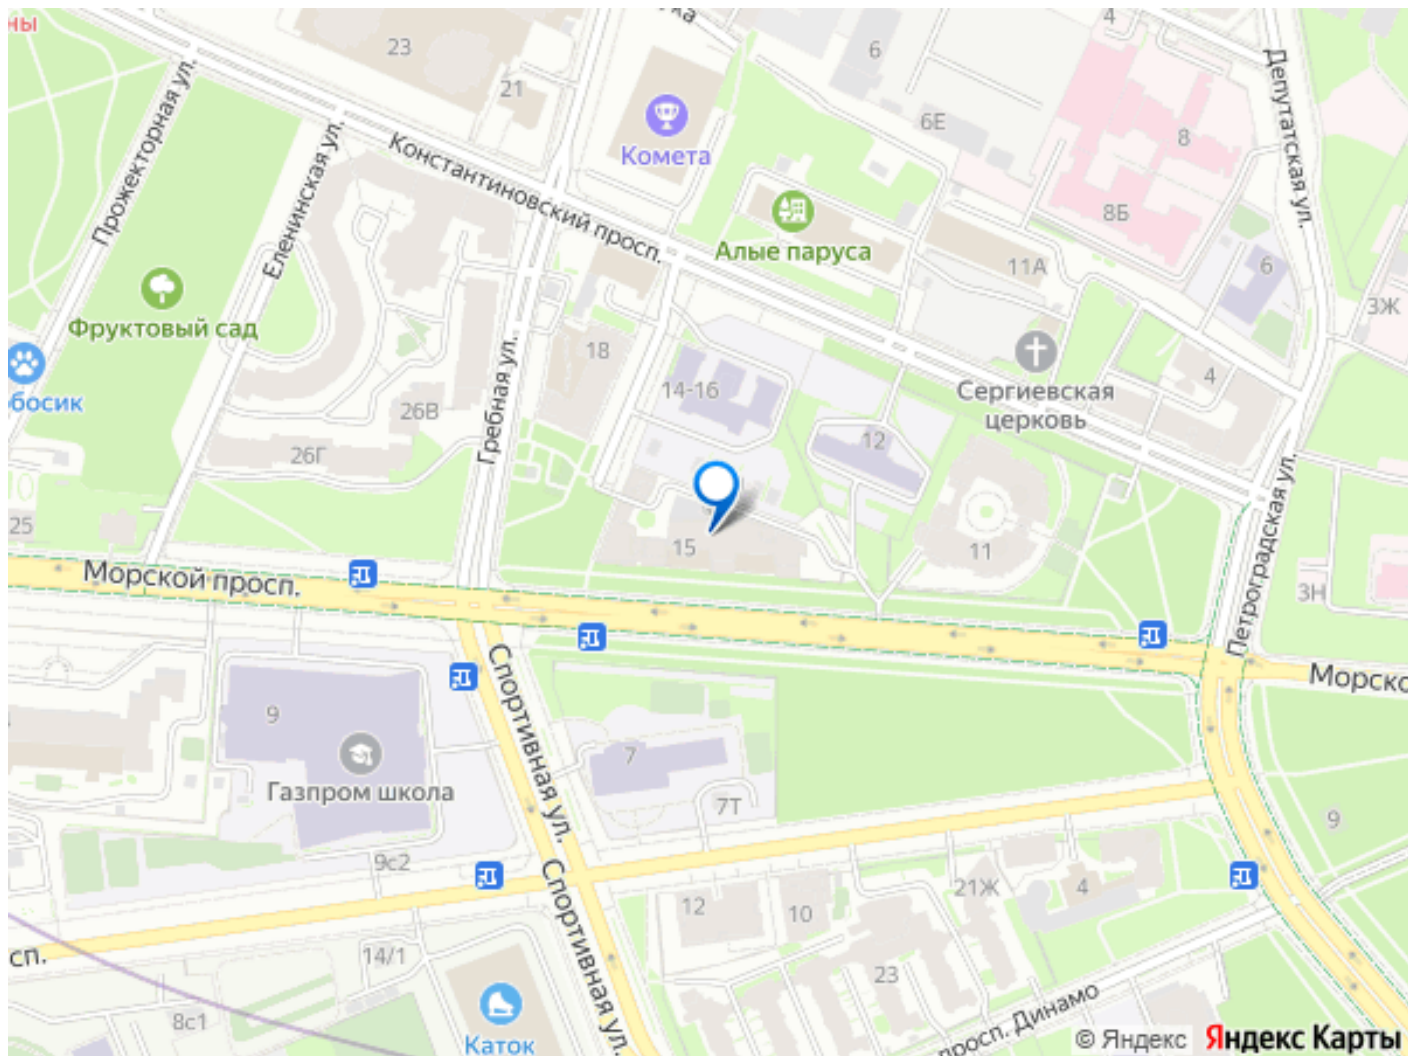 ны
23
21
6
4
6Е
8
8Б
Комета
Алые паруса
11А
6
3Ж
Прожекторная ул.
Еленинская ул.
Константиновский просп.
Депутатская ул.
Фруктовый сад
Гребная ул.
18
14-16
12
Сергиевская
церковь
4
26В
26Г
25
15
11
Петроградская ул.
3Н
Морской просп.
9
Газпром школа
Спортивная ул.
7
7Т
9
9с2
Спортивная ул.
12
10
21Ж
4
23
14/1
8с1
Каток
просп. Динамо
© Яндекс
Яндекс Карты